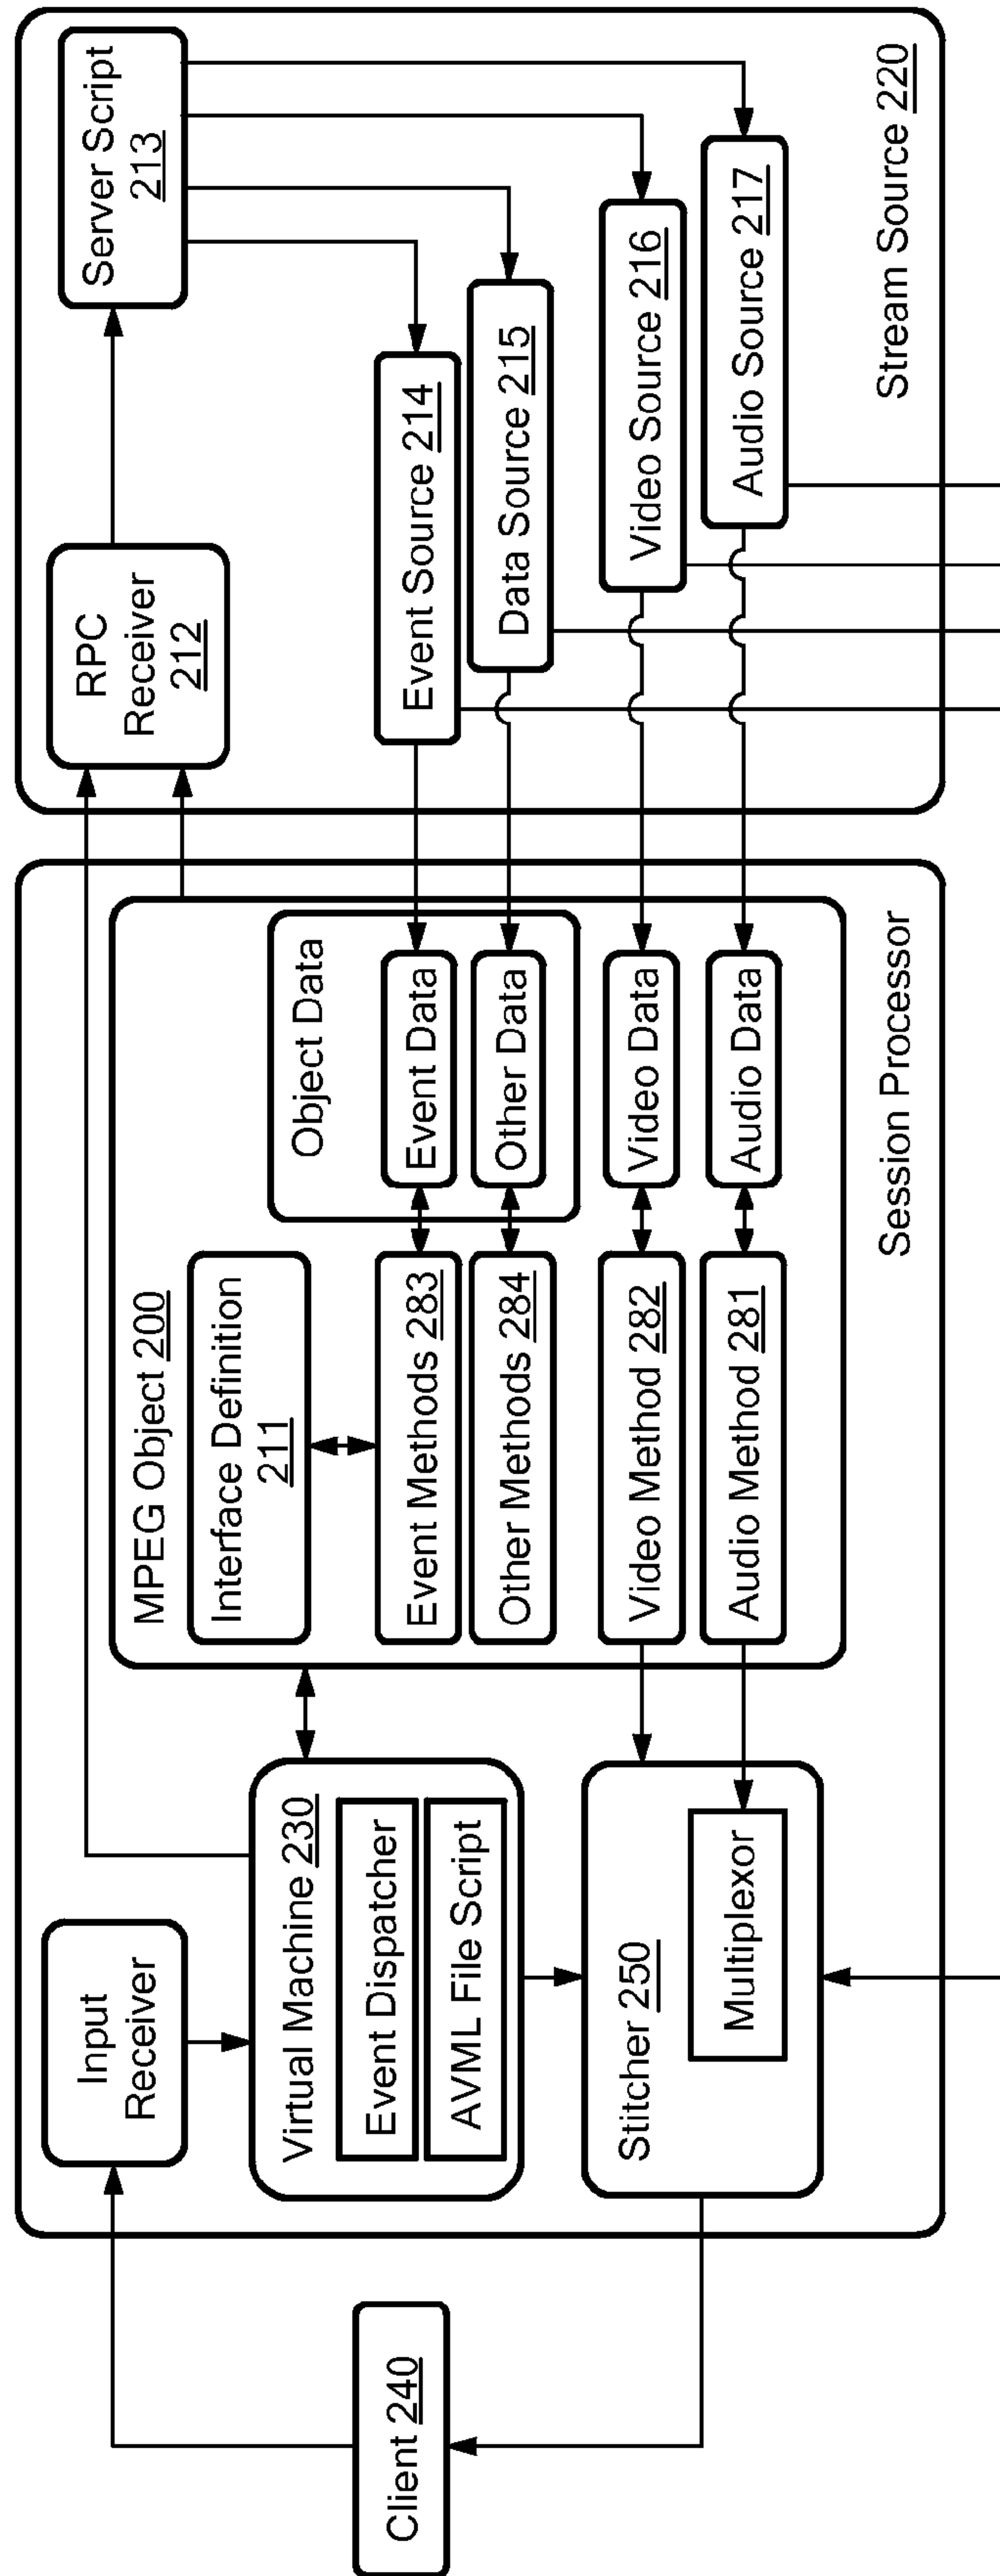 Client 240
Input
Receiver
Virtual Machine 230
Event Dispatcher
AVML File Script
Stitcher 250
Multiplexor
MPEG Object 200
Interface Definition
211
Event Methods 283
Other Methods 284
Video Method 282
Audio Method 281
Object Data
Event Data
Other Data
Video Data
Audio Data
Session Processor
RPC
Receiver
212
Server Script
213
Event Source 214
Data Source 215
Video Source 216
Audio Source 217
Stream Source 220